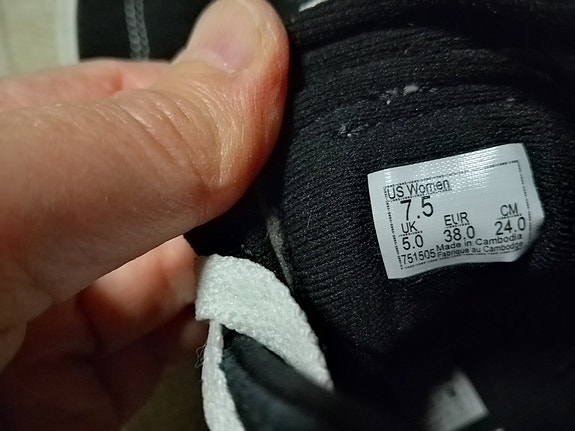 US Women
7.5
UK EUR CM
5.0 38.0 24.0
751505 Made in Cambodia
Fabrique au Cambodge